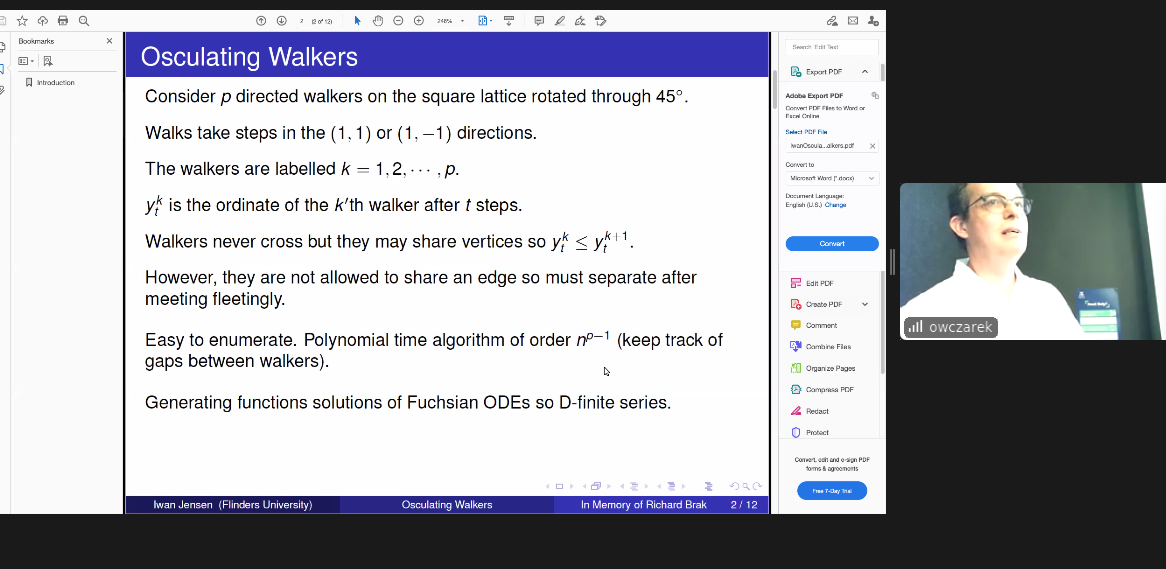 2 (2 of 12) 248%
Bookmarks
Introduction
Osculating Walkers
Consider p directed walkers on the square lattice rotated through 45°.
Walks take steps in the (1, 1) or (1, −1) directions.
The walkers are labelled k = 1, 2, ⋯ , p.
y_t^k is the ordinate of the k'th walker after t steps.
Walkers never cross but they may share vertices so y_t^k ≤ y_t^{k+1}.
However, they are not allowed to share an edge so must separate after
meeting fleetingly.
Easy to enumerate. Polynomial time algorithm of order n^{p−1} (keep track of
gaps between walkers).
Generating functions solutions of Fuchsian ODEs so D-finite series.
Iwan Jensen (Flinders University) Osculating Walkers In Memory of Richard Brak 2 / 12
Search 'Edit Text'
Export PDF
Adobe Export PDF
Convert PDF Files to Word or
Excel Online
Select PDF File
IwanOscula...alkers.pdf
Convert to
Microsoft Word (*.docx)
Document Language:
English (U.S.) Change
Convert
Edit PDF
Create PDF
Comment
Combine Files
Organize Pages
Compress PDF
Redact
Protect
Convert, edit and e-sign PDF
forms & agreements
Free 7-Day Trial
owczarek